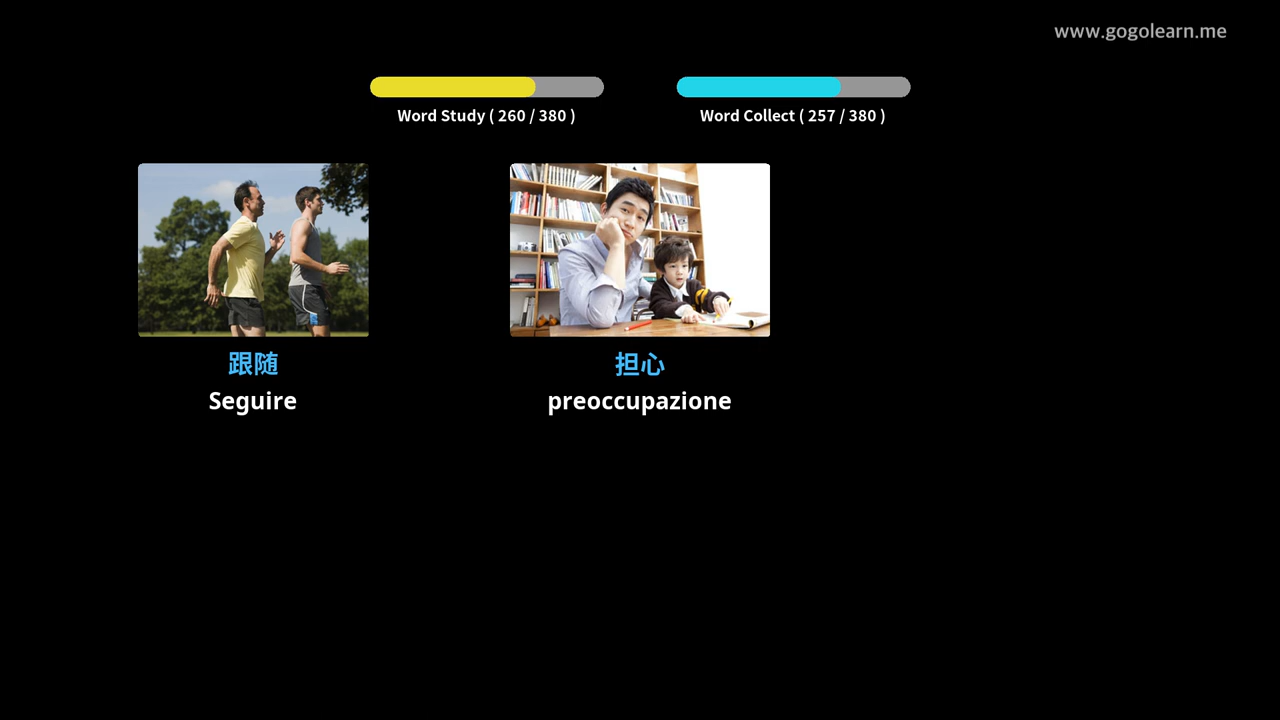 www.gogolearn.me
Word Study ( 260 / 380 )
Word Collect ( 257 / 380 )
跟随
Seguire
担心
preoccupazione